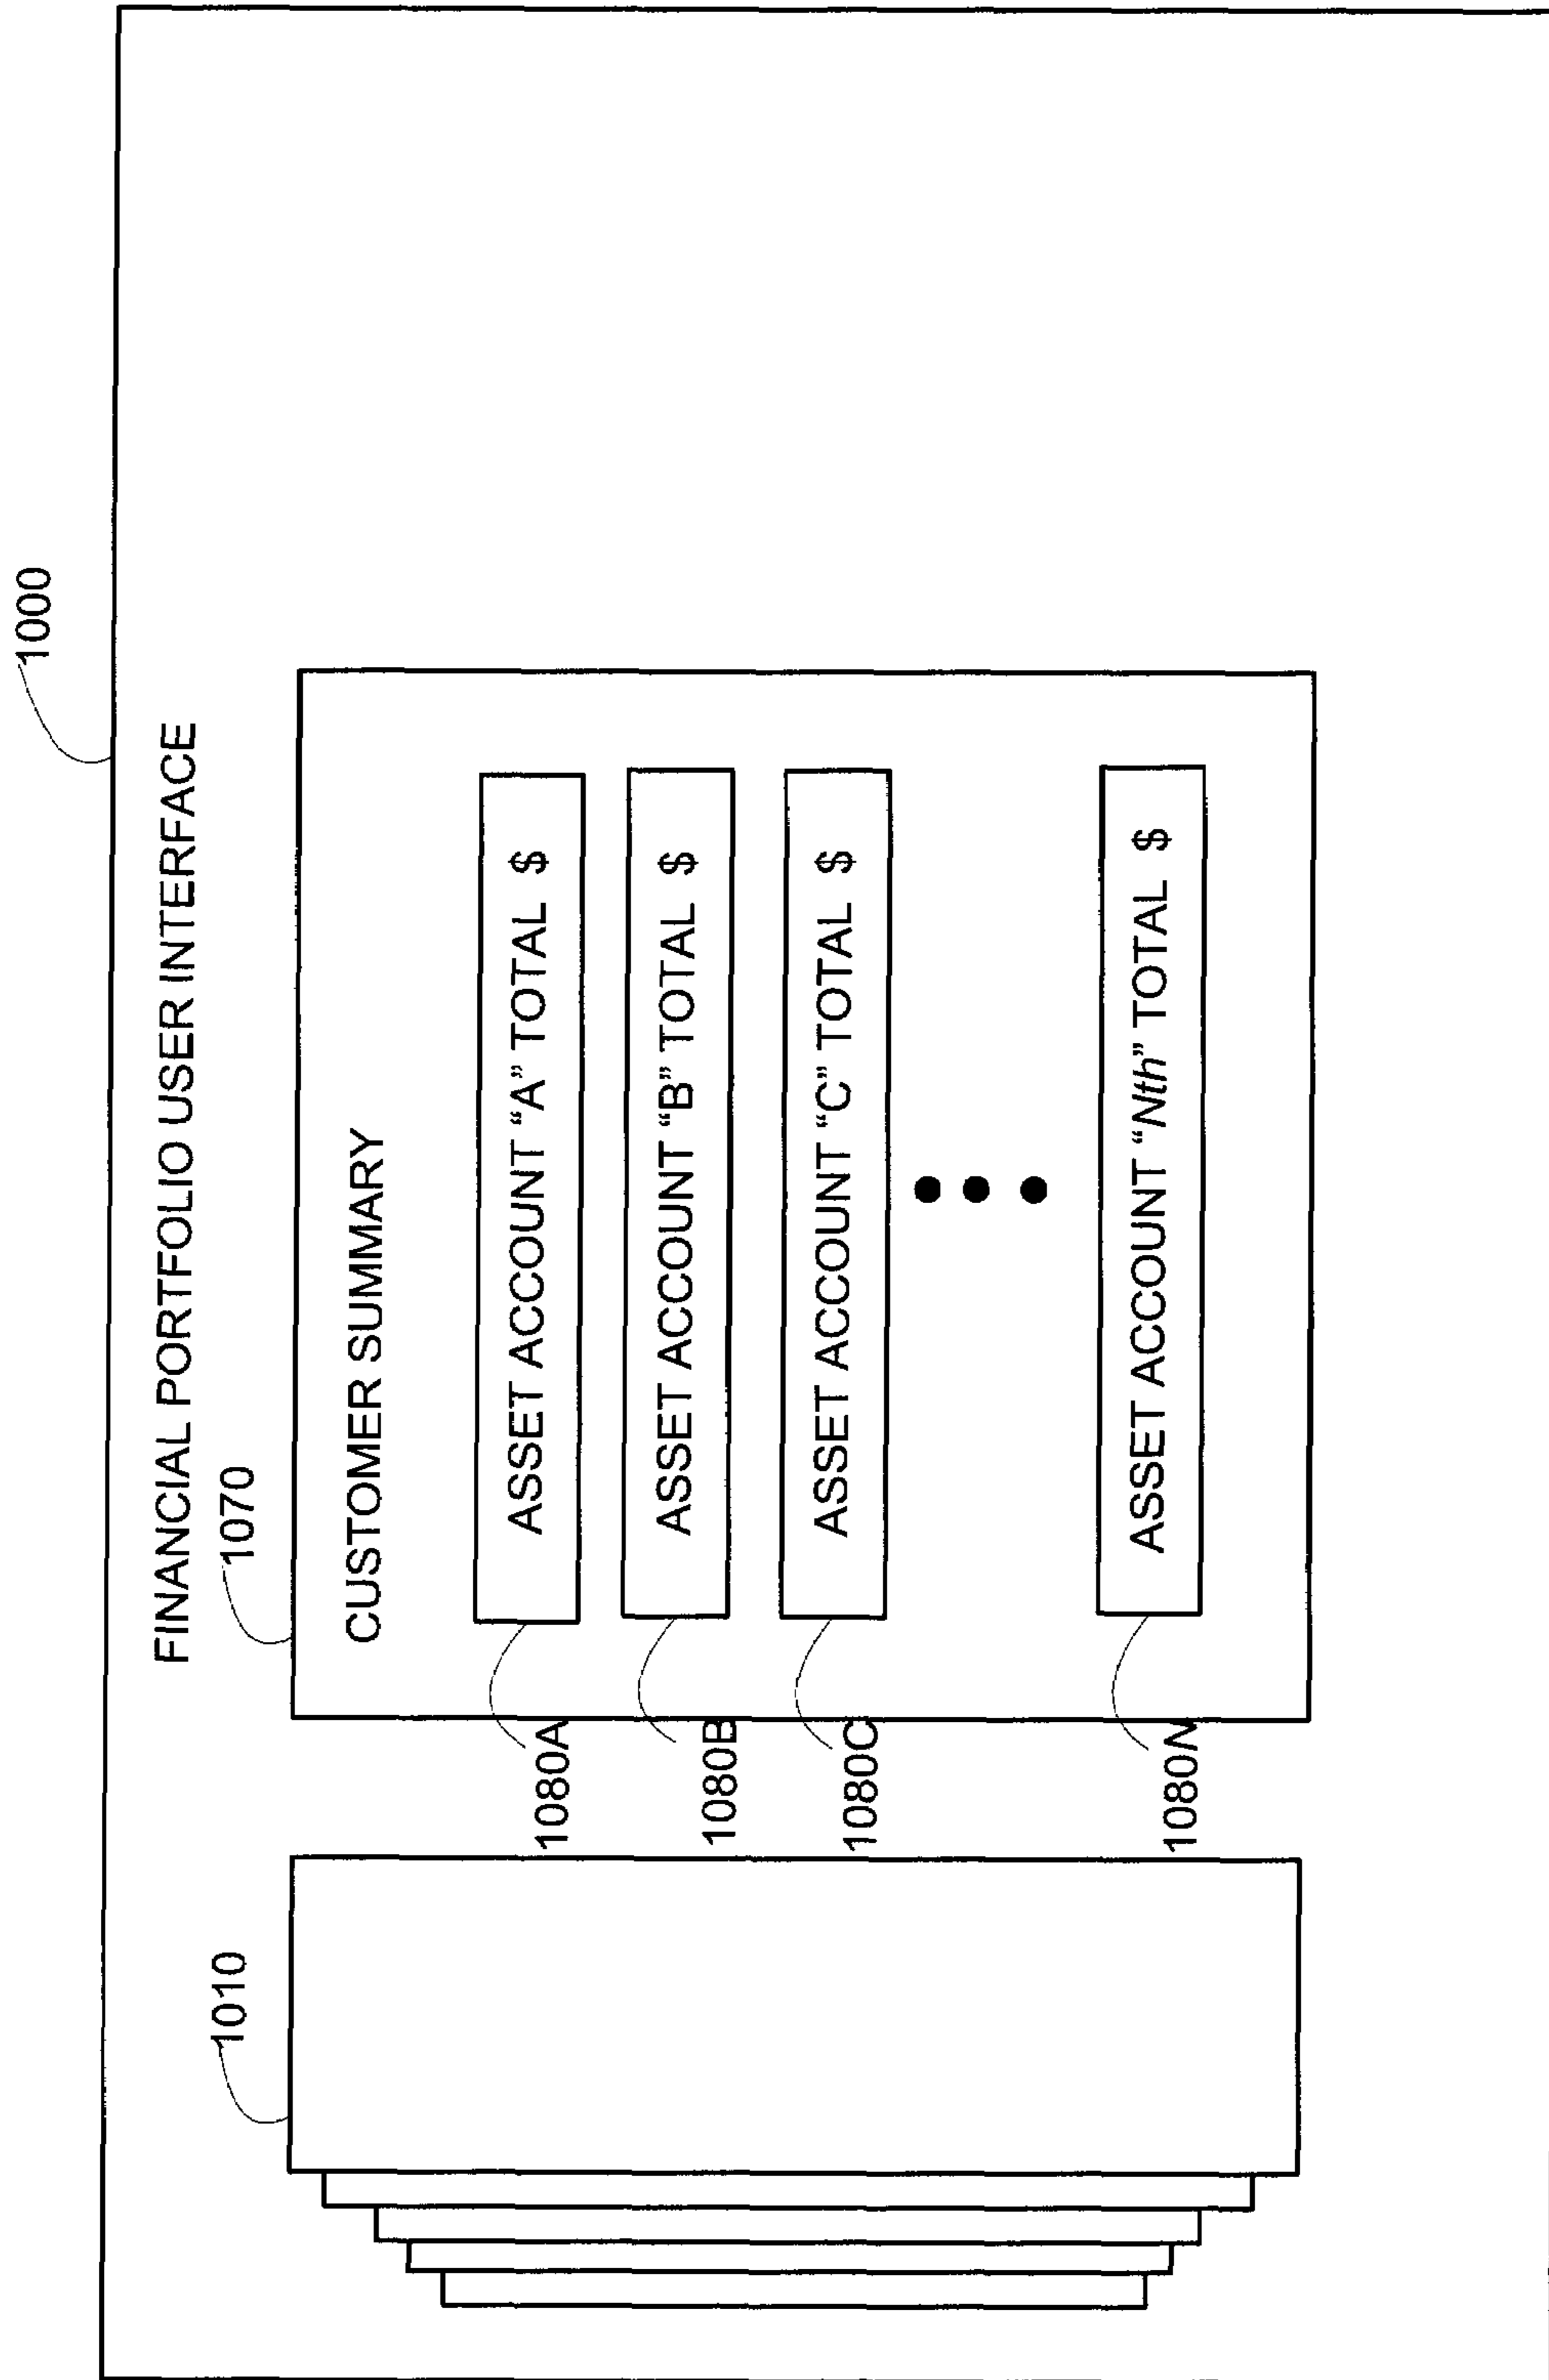 1000
FINANCIAL PORTFOLIO USER INTERFACE
1010
1070
CUSTOMER SUMMARY
1080A
ASSET ACCOUNT “A” TOTAL $
1080B
ASSET ACCOUNT “B” TOTAL $
1080C
ASSET ACCOUNT “C” TOTAL $
1080N
ASSET ACCOUNT “Nth” TOTAL $